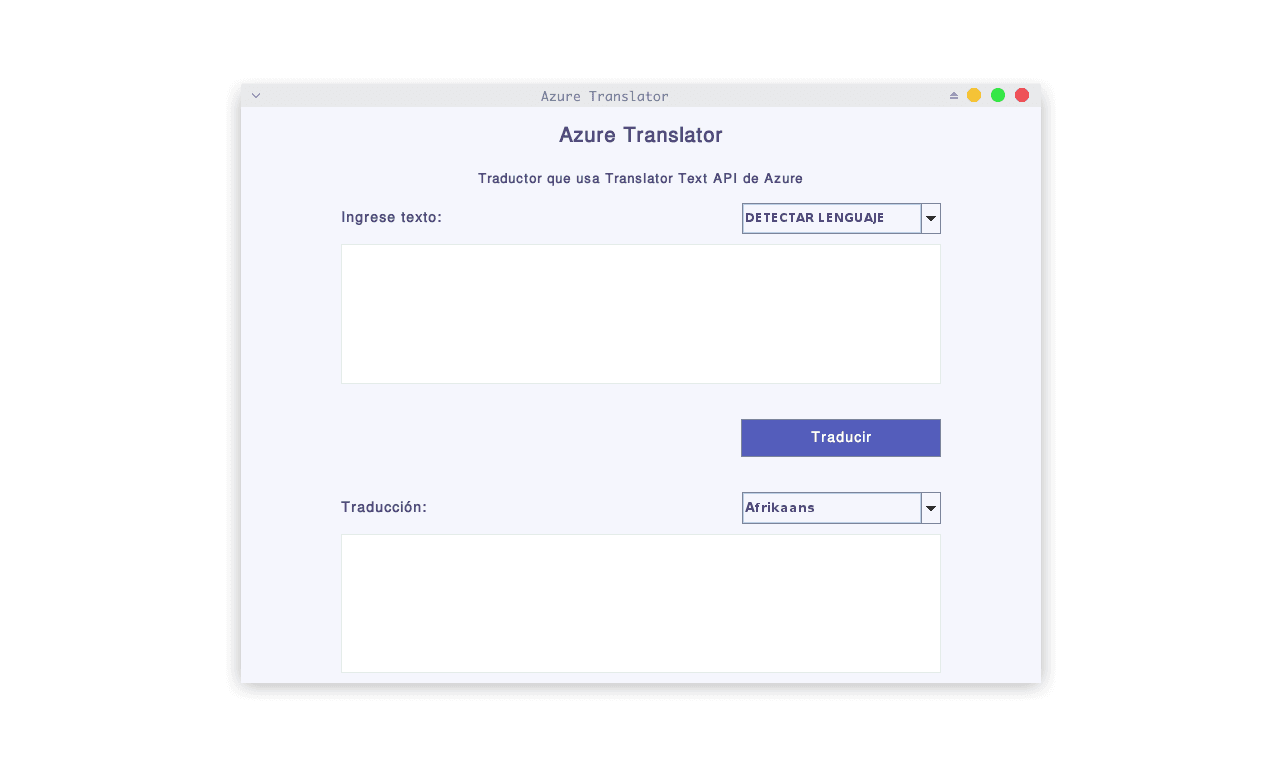 Azure Translator
Azure Translator
Traductor que usa Translator Text API de Azure
Ingrese texto:
DETECTAR LENGUAJE
Traducir
Traducción:
Afrikaans